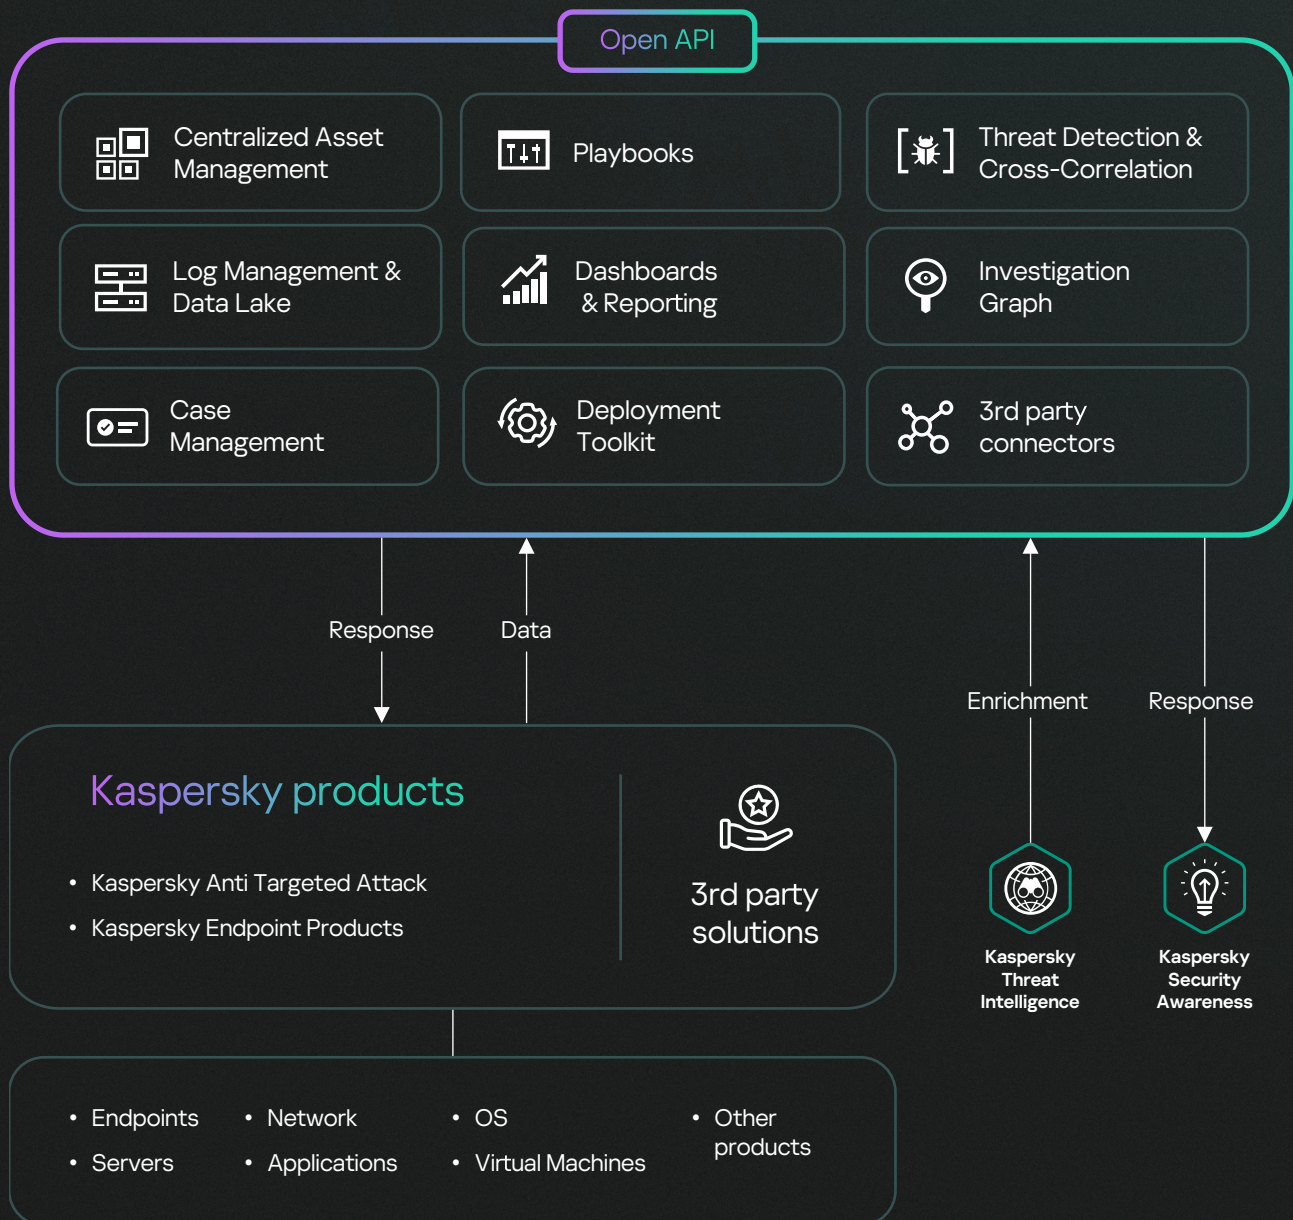 Open API
Centralized Asset
Management
Playbooks
Threat Detection &
Cross-Correlation
Log Management &
Data Lake
Dashboards
& Reporting
Investigation
Graph
Case
Management
Deployment
Toolkit
3rd party
connectors
Response
Data
Enrichment
Response
Kaspersky products
• Kaspersky Anti Targeted Attack
• Kaspersky Endpoint Products
3rd party
solutions
Kaspersky
Threat
Intelligence
Kaspersky
Security
Awareness
• Endpoints
• Servers
• Network
• Applications
• OS
• Virtual Machines
• Other
products